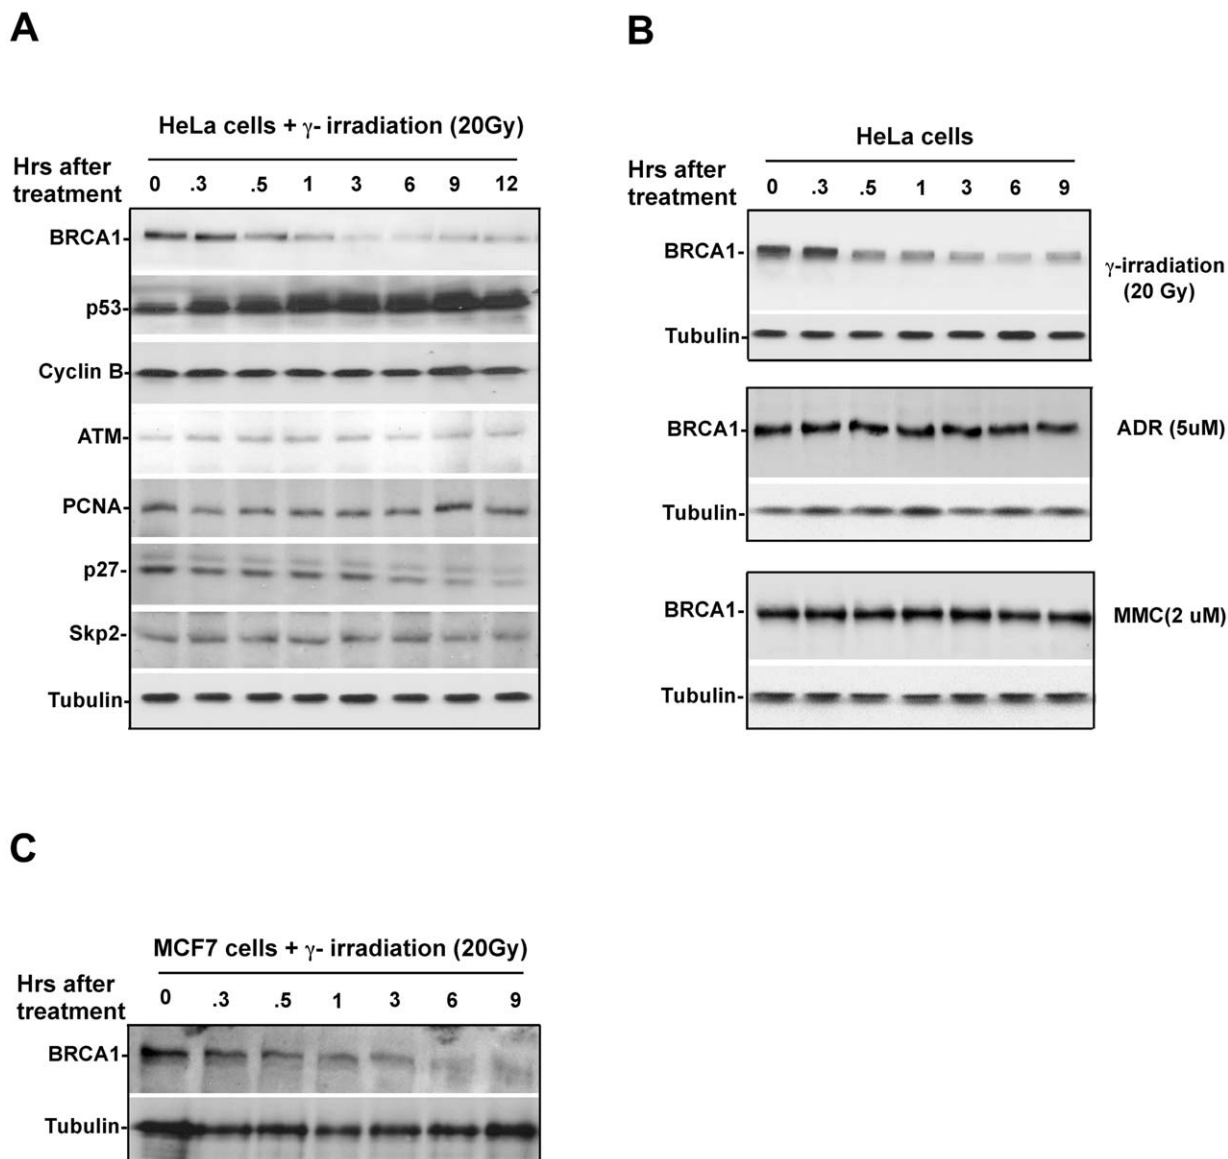 A
HeLa cells + γ- irradiation (20Gy)
Hrs after
treatment
0 .3 .5 1 3 6 9 12
BRCA1-
p53-
Cyclin B-
ATM-
PCNA-
p27-
Skp2-
Tubulin-
B
HeLa cells
Hrs after
treatment
0 .3 .5 1 3 6 9
BRCA1-
γ-irradiation
(20 Gy)
Tubulin-
BRCA1-
ADR (5uM)
Tubulin-
BRCA1-
MMC(2 uM)
Tubulin-
C
MCF7 cells + γ- irradiation (20Gy)
Hrs after
treatment
0 .3 .5 1 3 6 9
BRCA1-
Tubulin-